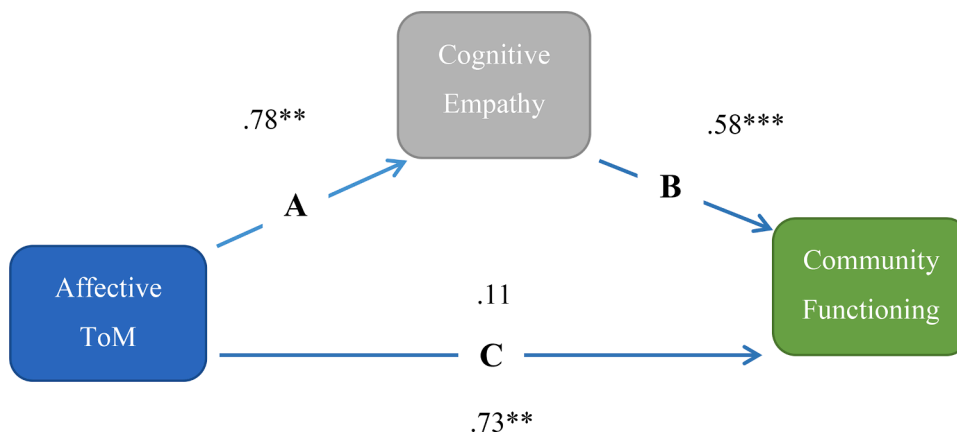 Cognitive
Empathy
.78**
.58***
A
B
Affective
ToM
Community
Functioning
.11
C
.73**